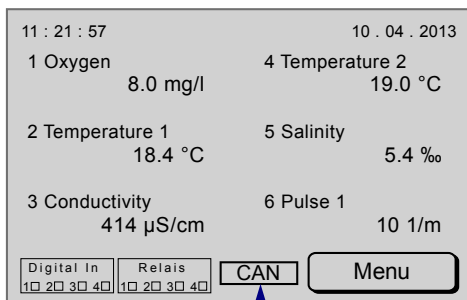 11 : 21 : 57 10 . 04 . 2013
1 Oxygen 4 Temperature 2
8.0 mg/l 19.0 °C
2 Temperature 1 5 Salinity
18.4 °C 5.4 ‰
3 Conductivity 6 Pulse 1
414 µS/cm 10 1/m
Digital In Relais CAN Menu
1□ 2□ 3□ 4□ 1□ 2□ 3□ 4□